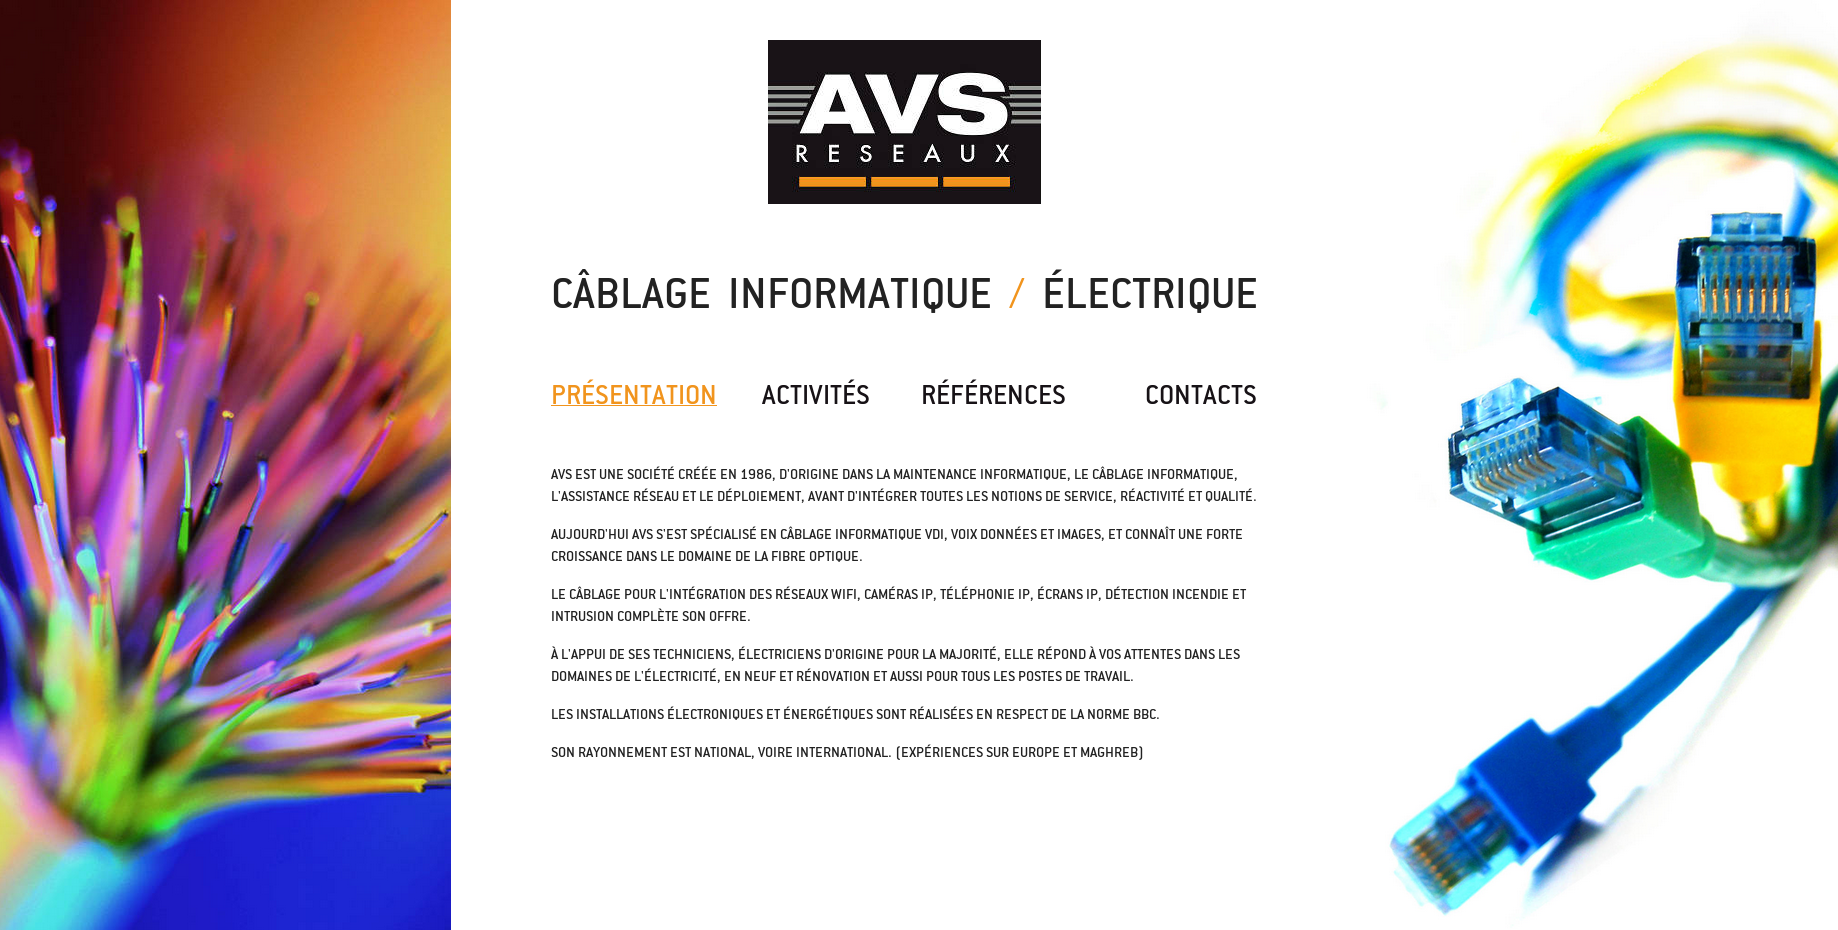 AVS
RESEAUX
CÂBLAGE INFORMATIQUE / ÉLECTRIQUE
PRÉSENTATION ACTIVITÉS RÉFÉRENCES CONTACTS
AVS EST UNE SOCIÉTÉ CRÉÉE EN 1986, D'ORIGINE DANS LA MAINTENANCE INFORMATIQUE, LE CÂBLAGE INFORMATIQUE,
L'ASSISTANCE RÉSEAU ET LE DÉPLOIEMENT, AVANT D'INTÉGRER TOUTES LES NOTIONS DE SERVICE, RÉACTIVITÉ ET QUALITÉ.
AUJOURD'HUI AVS S'EST SPÉCIALISÉ EN CÂBLAGE INFORMATIQUE VDI, VOIX DONNÉES ET IMAGES, ET CONNAÎT UNE FORTE
CROISSANCE DANS LE DOMAINE DE LA FIBRE OPTIQUE.
LE CÂBLAGE POUR L'INTÉGRATION DES RÉSEAUX WIFI, CAMÉRAS IP, TÉLÉPHONIE IP, ÉCRANS IP, DÉTECTION INCENDIE ET
INTRUSION COMPLÈTE SON OFFRE.
À L'APPUI DE SES TECHNICIENS, ÉLECTRICIENS D'ORIGINE POUR LA MAJORITÉ, ELLE RÉPOND À VOS ATTENTES DANS LES
DOMAINES DE L'ÉLECTRICITÉ, EN NEUF ET RÉNOVATION ET AUSSI POUR TOUS LES POSTES DE TRAVAIL.
LES INSTALLATIONS ÉLECTRONIQUES ET ÉNERGÉTIQUES SONT RÉALISÉES EN RESPECT DE LA NORME BBC.
SON RAYONNEMENT EST NATIONAL, VOIRE INTERNATIONAL. (EXPÉRIENCES SUR EUROPE ET MAGHREB)